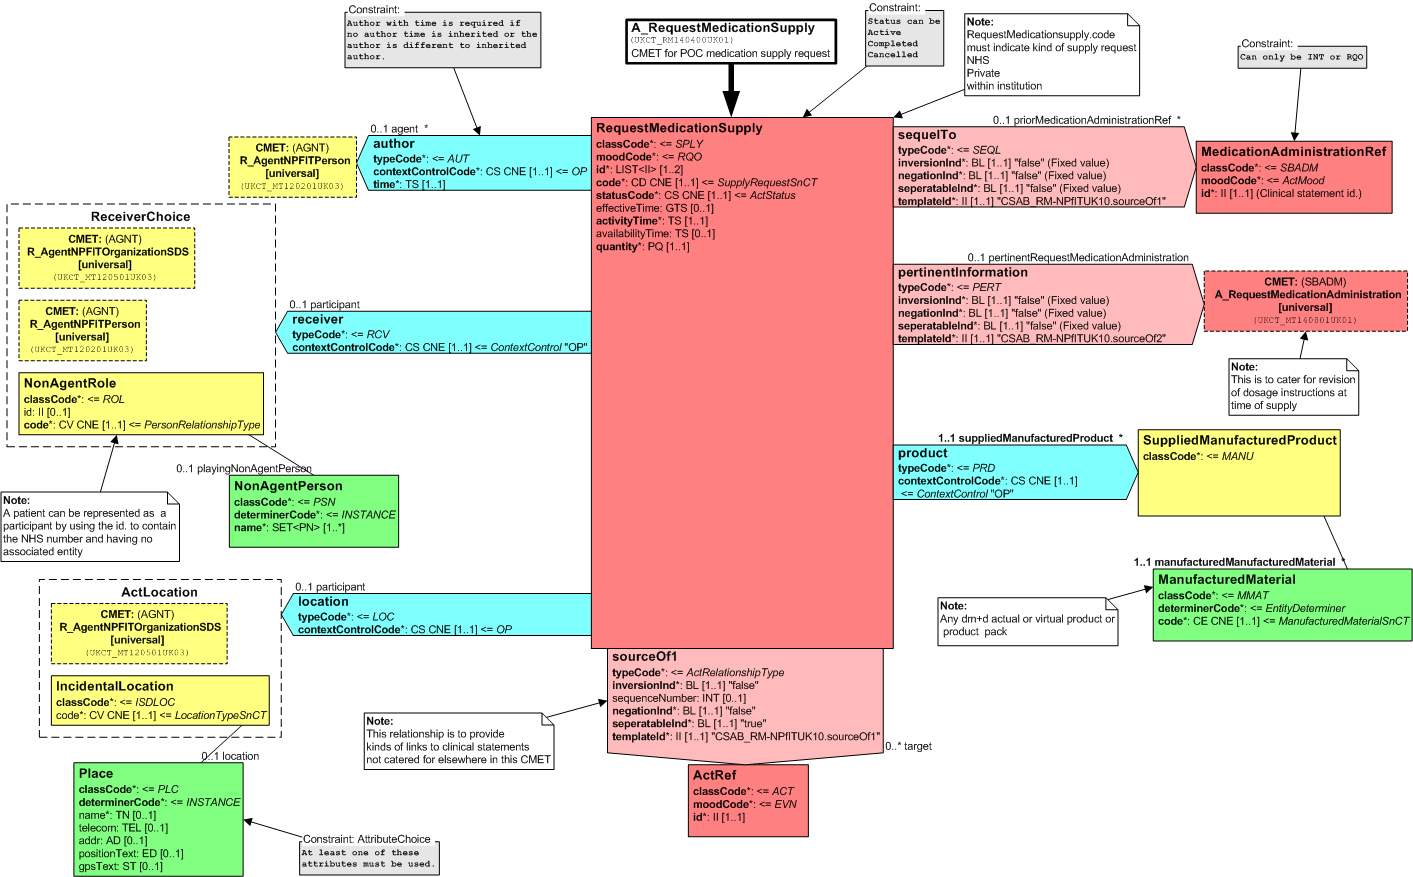 Constraint:
Author with time is required if
no author time is inherited or the
author is different to inherited
author.
A_RequestMedicationSupply
(UKCT_RM140400UK01)
CMET for POC medication supply request
Constraint:
Status can be
Active
Completed
Cancelled
Note:
RequestMedicationsupply.code
must indicate kind of supply request
NHS
Private
within institution
Constraint:
Can only be INT or RQO
0..1 agent *
author
typeCode*: <= AUT
contextControlCode*: CS CNE [1..1] <= OP
time*: TS [1..1]
CMET: (AGNT)
R_AgentNPFITPerson
[universal]
(UKCT_MT120201UK03)
RequestMedicationSupply
classCode*: <= SPLY
moodCode*: <= RQO
id*: LIST<II> [1..2]
code*: CD CNE [1..1] <= SupplyRequestSnCT
statusCode*: CS CNE [1..1] <= ActStatus
effectiveTime: GTS [0..1]
activityTime*: TS [1..1]
availabilityTime: TS [0..1]
quantity*: PQ [1..1]
0..1 priorMedicationAdministrationRef *
sequelTo
typeCode*: <= SEQL
inversionInd*: BL [1..1] "false" (Fixed value)
negationInd*: BL [1..1] "false" (Fixed value)
seperatableInd*: BL [1..1] "false" (Fixed value)
templateId*: II [1..1] "CSAB_RM-NPfITUK10.sourceOf1"
MedicationAdministrationRef
classCode*: <= SBADM
moodCode*: <= ActMood
id*: II [1..1] (Clinical statement id.)
ReceiverChoice
CMET: (AGNT)
R_AgentNPFITOrganizationSDS
[universal]
(UKCT_MT120501UK03)
CMET: (AGNT)
R_AgentNPFITPerson
[universal]
(UKCT_MT120201UK03)
NonAgentRole
classCode*: <= ROL
id: II [0..1]
code*: CV CNE [1..1] <= PersonRelationshipType
0..1 participant
receiver
typeCode*: <= RCV
contextControlCode*: CS CNE [1..1] <= ContextControl "OP"
0..1 pertinentRequestMedicationAdministration
pertinentInformation
typeCode*: <= PERT
inversionInd*: BL [1..1] "false" (Fixed value)
negationInd*: BL [1..1] "false" (Fixed value)
seperatableInd*: BL [1..1] "false" (Fixed value)
templateId*: II [1..1] "CSAB_RM-NPfITUK10.sourceOf2"
CMET: (SBADM)
A_RequestMedicationAdministration
[universal]
(UKCT_MT140801UK01)
Note:
This is to cater for revision
of dosage instructions at
time of supply
0..1 playingNonAgentPerson
NonAgentPerson
classCode*: <= PSN
determinerCode*: <= INSTANCE
name*: SET<PN> [1..*]
Note:
A patient can be represented as a
participant by using the id. to contain
the NHS number and having no
associated entity
1..1 suppliedManufacturedProduct *
product
typeCode*: <= PRD
contextControlCode*: CS CNE [1..1]
<= ContextControl "OP"
SuppliedManufacturedProduct
classCode*: <= MANU
1..1 manufacturedManufacturedMaterial *
ManufacturedMaterial
classCode*: <= MMAT
determinerCode*: <= EntityDeterminer
code*: CE CNE [1..1] <= ManufacturedMaterialSnCT
Note:
Any dm+d actual or virtual product or
product pack
ActLocation
CMET: (AGNT)
R_AgentNPFITOrganizationSDS
[universal]
(UKCT_MT120501UK03)
IncidentalLocation
classCode*: <= ISDLOC
code*: CV CNE [1..1] <= LocationTypeSnCT
0..1 participant
location
typeCode*: <= LOC
contextControlCode*: CS CNE [1..1] <= OP
0..1 location
Place
classCode*: <= PLC
determinerCode*: <= INSTANCE
name*: TN [0..1]
telecom: TEL [0..1]
addr: AD [0..1]
positionText: ED [0..1]
gpsText: ST [0..1]
Constraint: AttributeChoice
At least one of these
attributes must be used.
sourceOf1
typeCode*: <= ActRelationshipType
inversionInd*: BL [1..1] "false"
sequenceNumber: INT [0..1]
negationInd*: BL [1..1] "false"
seperatableInd*: BL [1..1] "true"
templateId*: II [1..1] "CSAB_RM-NPfITUK10.sourceOf1"
0..* target
Note:
This relationship is to provide
kinds of links to clinical statements
not catered for elsewhere in this CMET
ActRef
classCode*: <= ACT
moodCode*: <= EVN
id*: II [1..1]